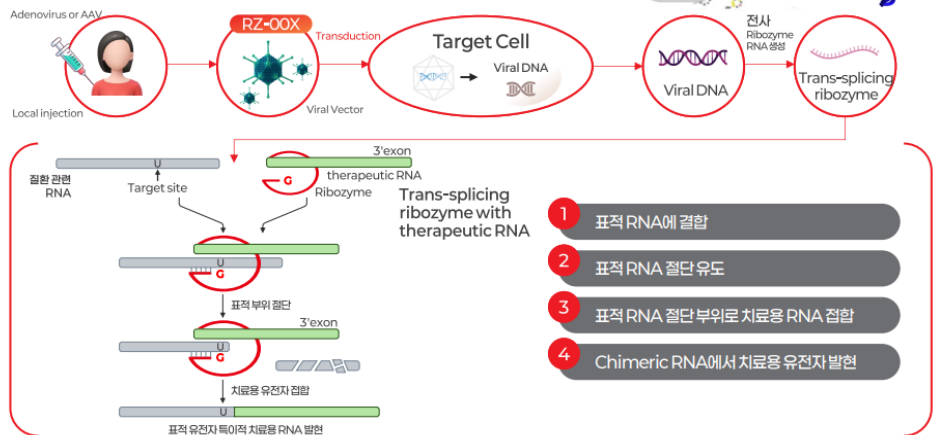 Adenovirus or AAV
Local injection
RZ-00X
Viral Vector
Transduction
Target Cell
Viral DNA
Viral DNA
전사
Ribozyme
RNA 생성
Trans-splicing
ribozyme
질환 관련
RNA
U
Target site
3'exon
therapeutic RNA
G
Ribozyme
Trans-splicing
ribozyme with
therapeutic RNA
U
G
표적 부위 절단
3'exon
U
G
치료용 유전자 접합
U
표적 유전자 특이적 치료용 RNA 발현
1 표적 RNA에 결합
2 표적 RNA 절단 유도
3 표적 RNA 절단 부위로 치료용 RNA 접합
4 Chimeric RNA에서 치료용 유전자 발현